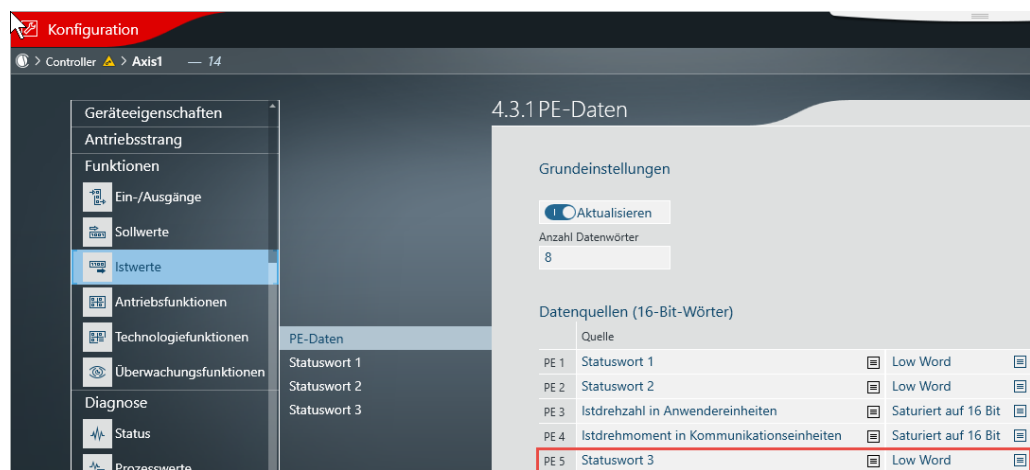 Konfiguration
> Controller > Axis1 — 14
Geräteeigenschaften
Antriebsstrang
Funktionen
Ein-/Ausgänge
Sollwerte
Istwerte
Antriebsfunktionen
Technologiefunktionen
Überwachungsfunktionen
Diagnose
Status
Prozesswerte
PE-Daten
Statuswort 1
Statuswort 2
Statuswort 3
4.3.1 PE-Daten
Grundeinstellungen
Aktualisieren
Anzahl Datenwörter
8
Datenquellen (16-Bit-Wörter)
Quelle
PE 1 Statuswort 1 Low Word
PE 2 Statuswort 2 Low Word
PE 3 Istdrehzahl in Anwendereinheiten Saturiert auf 16 Bit
PE 4 Istdrehmoment in Kommunikationseinheiten Saturiert auf 16 Bit
PE 5 Statuswort 3 Low Word